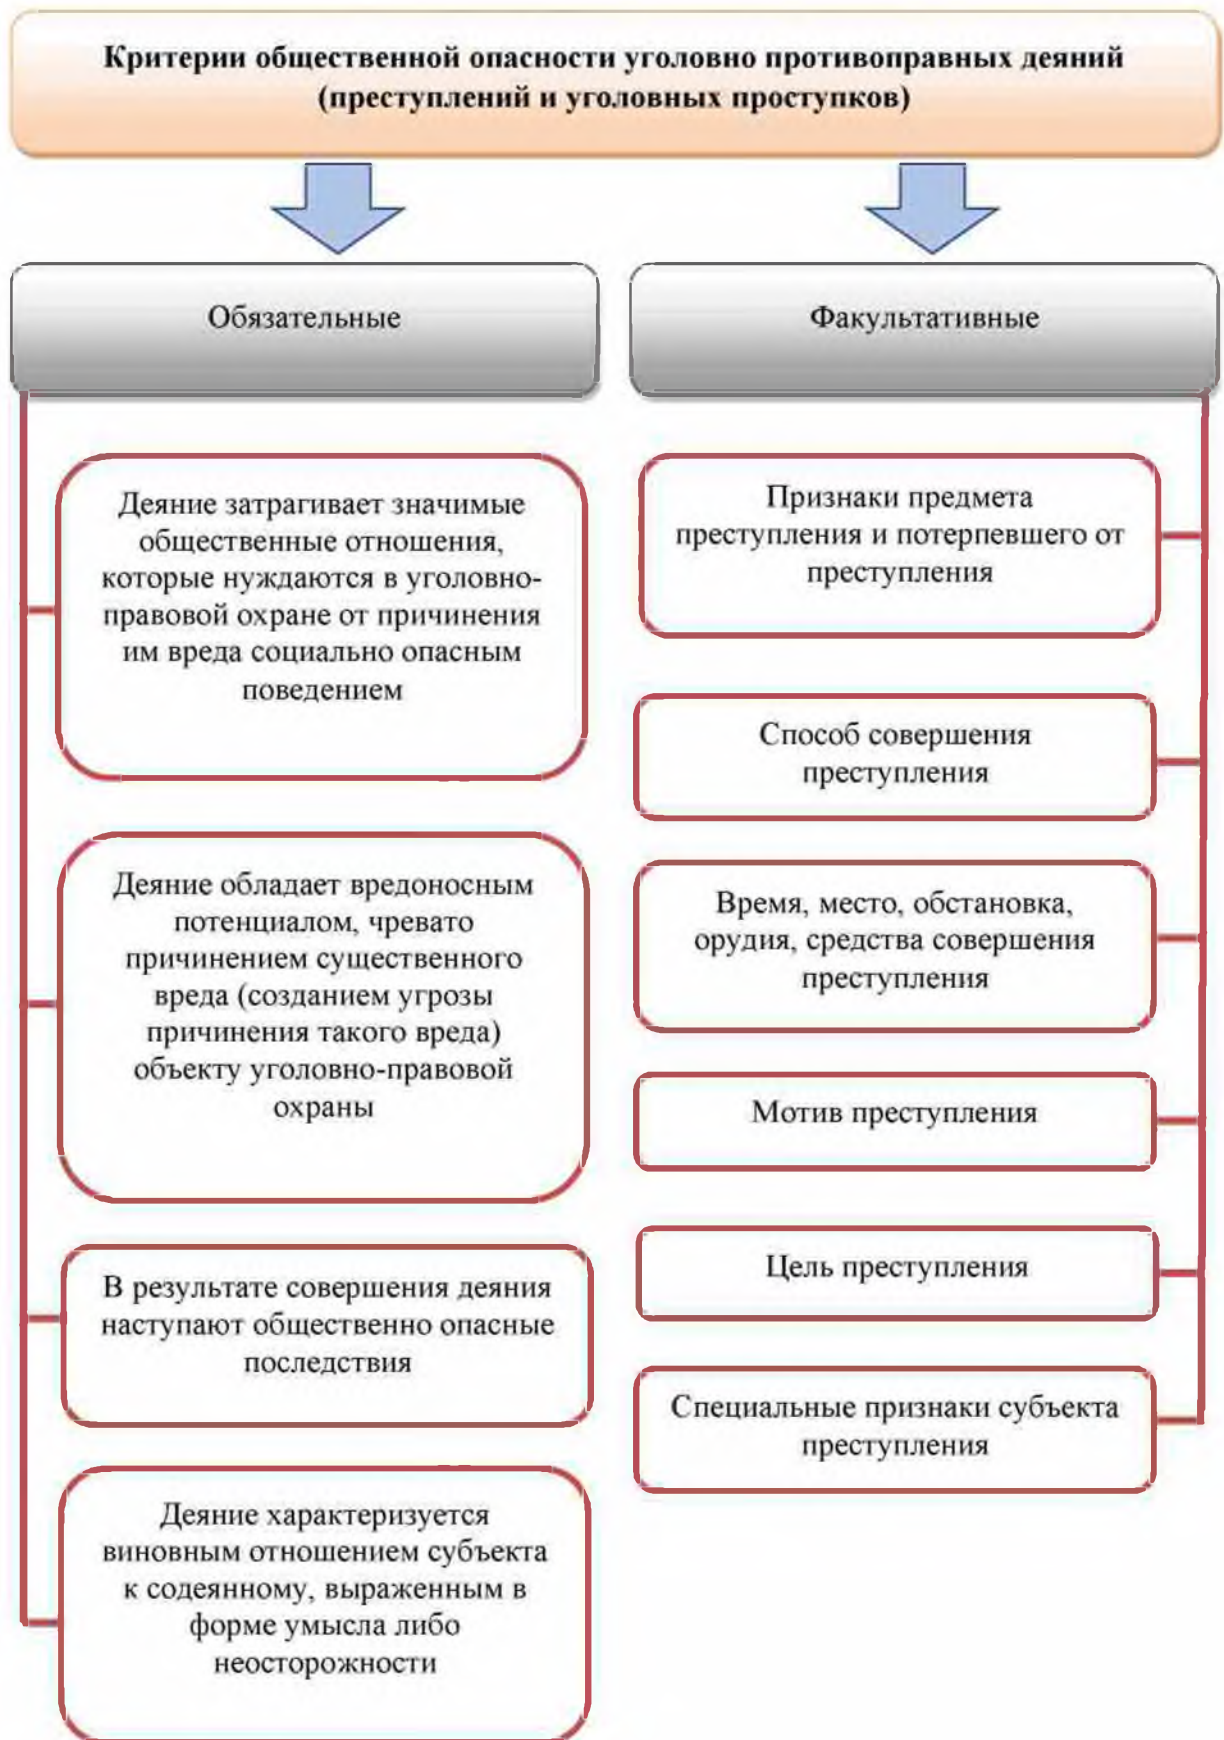 Критерии общественной опасности уголовно противоправных деяний
(преступлений и уголовных проступков)
Обязательные
Деяние затрагивает значимые
общественные отношения,
которые нуждаются в уголовно-
правовой охране от причинения
им вреда социально опасным
поведением
Деяние обладает вредоносным
потенциалом, чревато
причинением существенного
вреда (созданием угрозы
причинения такого вреда)
объекту уголовно-правовой
охраны
В результате совершения деяния
наступают общественно опасные
последствия
Деяние характеризуется
виновным отношением субъекта
к содеянному, выраженным в
форме умысла либо
неосторожности
Факультативные
Признаки предмета
преступления и потерпевшего от
преступления
Способ совершения
преступления
Время, место, обстановка,
орудия, средства совершения
преступления
Мотив преступления
Цель преступления
Специальные признаки субъекта
преступления